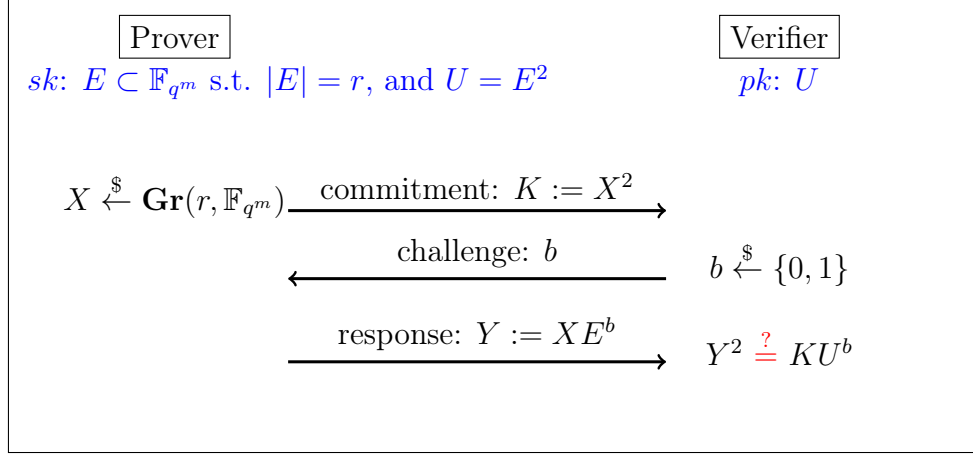 Prover Verifier
sk: E ⊂ 𝔽_{q^m} s.t. |E| = r, and U = E² pk: U
X ←$ Gr(r, 𝔽_{q^m}) commitment: K := X²
challenge: b b ←$ {0, 1}
response: Y := XE^b Y² ?= KU^b